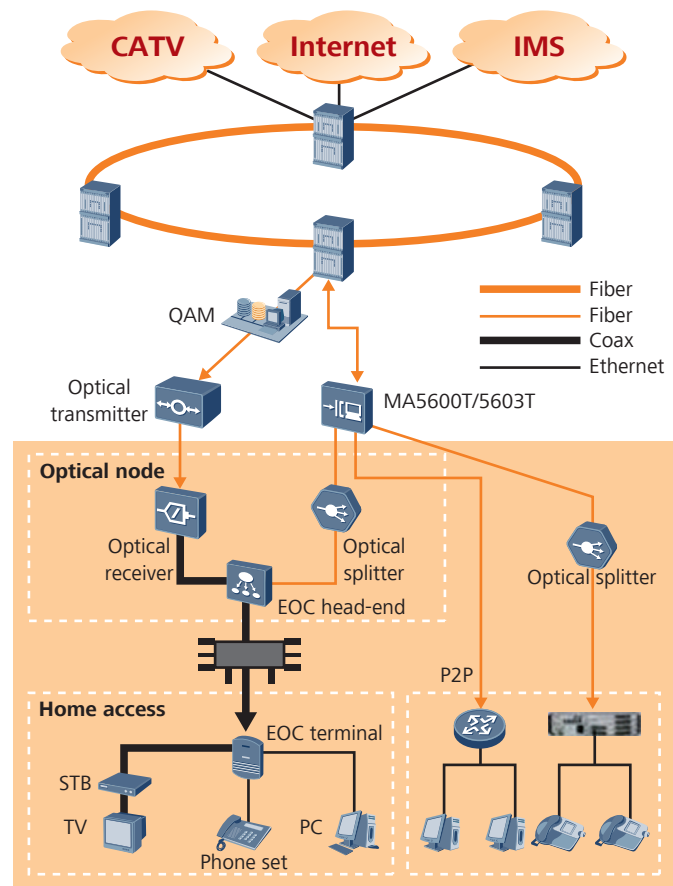 CATV
Internet
IMS
QAM
Fiber
Fiber
Coax
Ethernet
Optical
transmitter
MA5600T/5603T
Optical node
Optical
receiver
Optical
splitter
EOC head-end
Optical splitter
P2P
Home access
EOC terminal
STB
TV
Phone set
PC